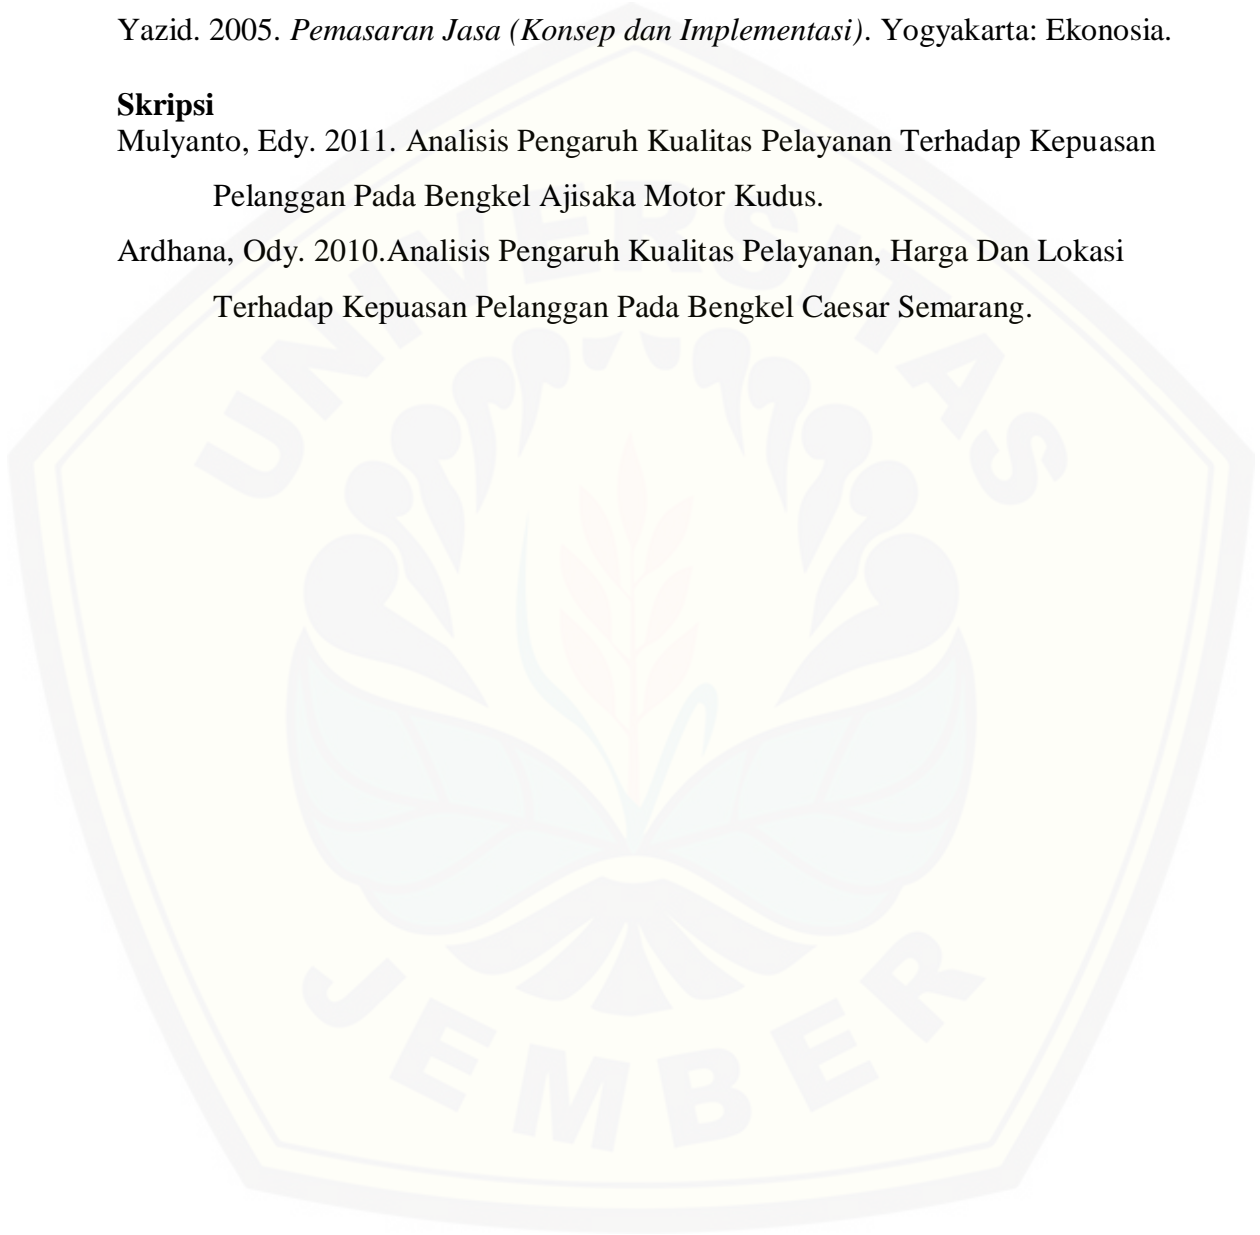 Yazid. 2005. Pemasaran Jasa (Konsep dan Implementasi). Yogyakarta: Ekonosia.
Skripsi
Mulyanto, Edy. 2011. Analisis Pengaruh Kualitas Pelayanan Terhadap Kepuasan
Pelanggan Pada Bengkel Ajisaka Motor Kudus.
Ardhana, Ody. 2010.Analisis Pengaruh Kualitas Pelayanan, Harga Dan Lokasi
Terhadap Kepuasan Pelanggan Pada Bengkel Caesar Semarang.
UNIVERSITAS
JEMBER